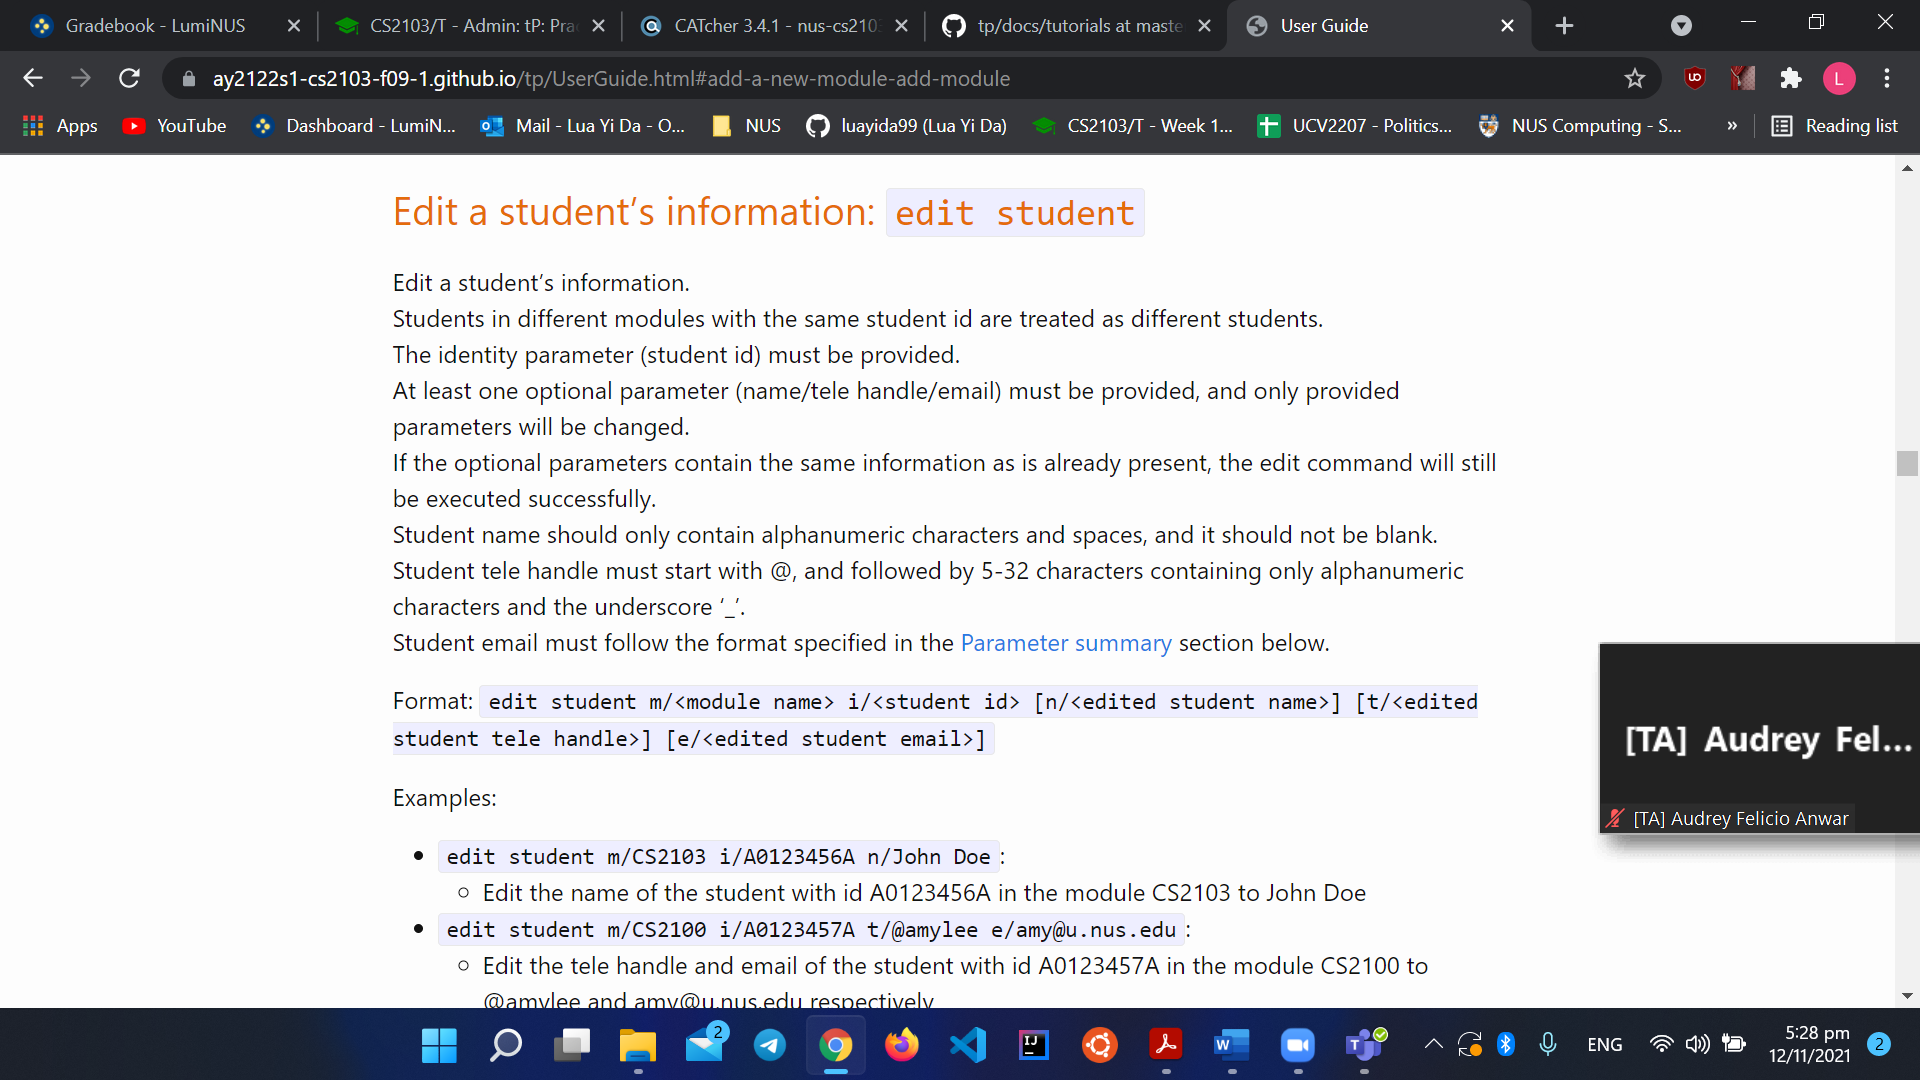 Gradebook - LumiNUS
CS2103/T - Admin: tP: Pra
CATcher 3.4.1 - nus-cs2103
tp/docs/tutorials at maste
User Guide
ay2122s1-cs2103-f09-1.github.io/tp/UserGuide.html#add-a-new-module-add-module
L
Apps
YouTube
Dashboard - LumiN...
Mail - Lua Yi Da - O...
NUS
luayida99 (Lua Yi Da)
CS2103/T - Week 1...
UCV2207 - Politics...
NUS Computing - S...
»
Reading list
Edit a student’s information: edit student
Edit a student’s information.
Students in different modules with the same student id are treated as different students.
The identity parameter (student id) must be provided.
At least one optional parameter (name/tele handle/email) must be provided, and only provided
parameters will be changed.
If the optional parameters contain the same information as is already present, the edit command will still
be executed successfully.
Student name should only contain alphanumeric characters and spaces, and it should not be blank.
Student tele handle must start with @, and followed by 5-32 characters containing only alphanumeric
characters and the underscore ‘_’.
Student email must follow the format specified in the Parameter summary section below.
Format: edit student m/<module name> i/<student id> [n/<edited student name>] [t/<edited
student tele handle>] [e/<edited student email>]
Examples:
edit student m/CS2103 i/A0123456A n/John Doe :
Edit the name of the student with id A0123456A in the module CS2103 to John Doe
edit student m/CS2100 i/A0123457A t/@amylee e/amy@u.nus.edu :
Edit the tele handle and email of the student with id A0123457A in the module CS2100 to
@amylee and amy@u.nus.edu respectively
[TA] Audrey Fel...
[TA] Audrey Felicio Anwar
2
ENG
5:28 pm
12/11/2021
2